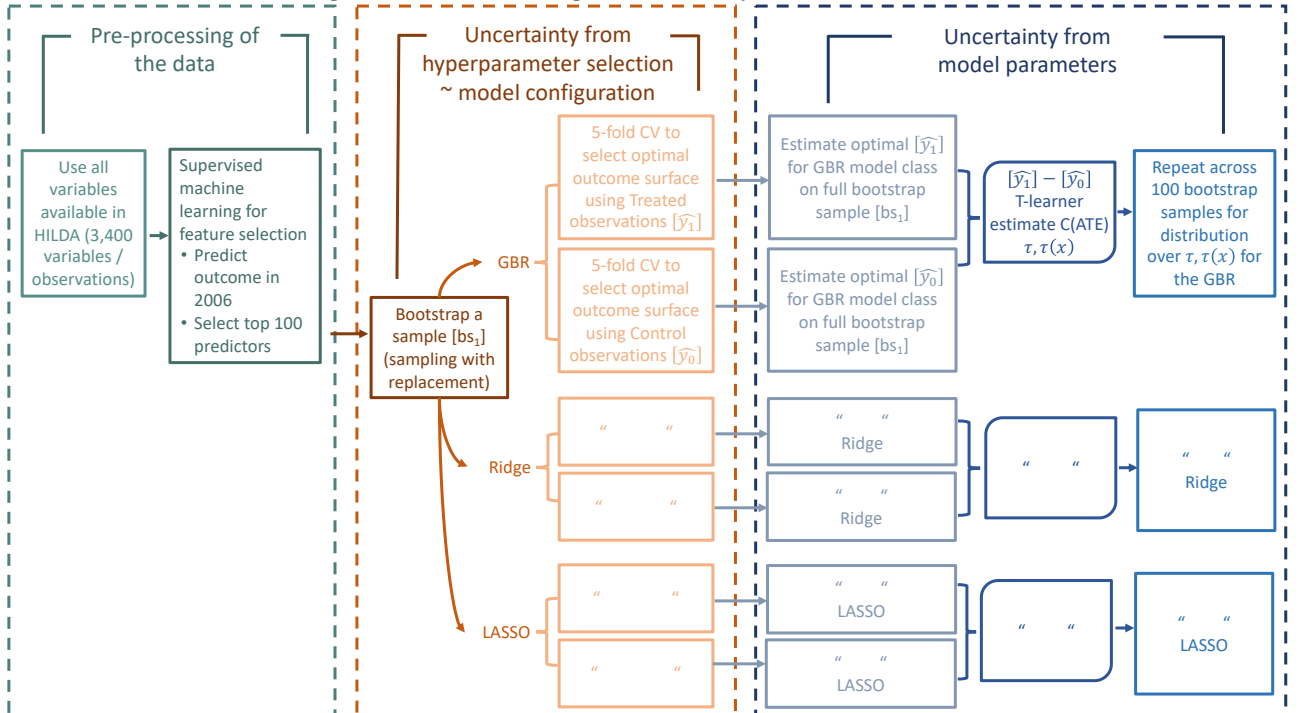 Pre-processing of
the data
Use all
variables
available in
HILDA (3,400
variables /
observations)
Supervised
machine
learning for
feature selection
• Predict
outcome in
2006
• Select top 100
predictors
Uncertainty from
hyperparameter selection
~ model configuration
Bootstrap a
sample [bs₁]
(sampling with
replacement)
GBR
5-fold CV to
select optimal
outcome surface
using Treated
observations [ŷ₁]
5-fold CV to
select optimal
outcome surface
using Control
observations [ŷ₀]
Ridge
“ “
“ “
LASSO
“ “
“ “
Uncertainty from
model parameters
Estimate optimal [ŷ₁]
for GBR model class
on full bootstrap
sample [bs₁]
Estimate optimal [ŷ₀]
for GBR model class
on full bootstrap
sample [bs₁]
[ŷ₁] − [ŷ₀]
T-learner
estimate C(ATE)
τ, τ(x)
Repeat across
100 bootstrap
samples for
distribution
over τ, τ(x) for
the GBR
“ “
Ridge
“ “
Ridge
“ “
“ “
Ridge
“ “
LASSO
“ “
LASSO
“ “
“ “
LASSO